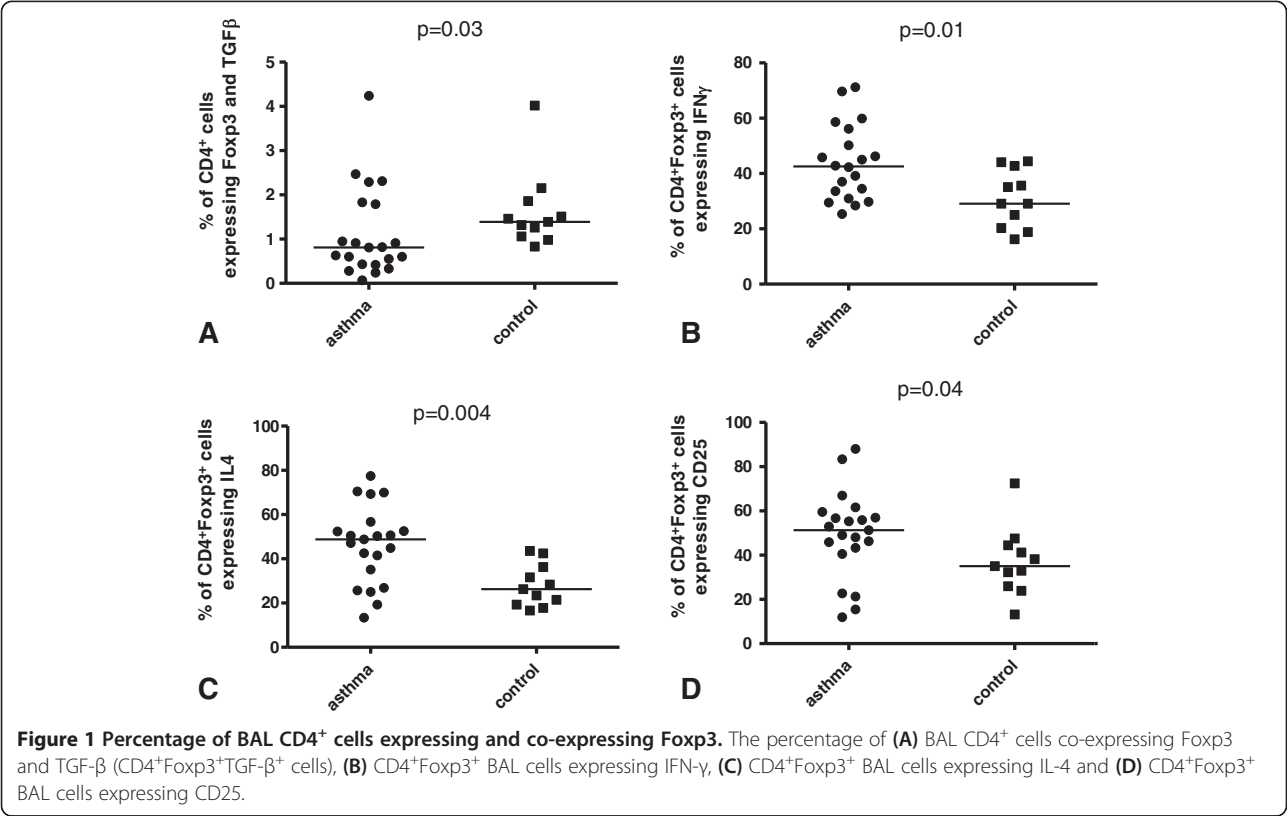 p=0.03
% of CD4+ cells
expressing Foxp3 and TGFβ
5
4
3
2
1
0
asthma
control
A
p=0.01
% of CD4+Foxp3+ cells
expressing IFNγ
80
60
40
20
0
asthma
control
B
p=0.004
% of CD4+Foxp3+ cells
expressing IL4
100
80
60
40
20
0
asthma
control
C
p=0.04
% of CD4+Foxp3+ cells
expressing CD25
100
80
60
40
20
0
asthma
control
D
Figure 1 Percentage of BAL CD4+ cells expressing and co-expressing Foxp3. The percentage of (A) BAL CD4+ cells co-expressing Foxp3
and TGF-β (CD4+Foxp3+TGF-β+ cells), (B) CD4+Foxp3+ BAL cells expressing IFN-γ, (C) CD4+Foxp3+ BAL cells expressing IL-4 and (D) CD4+Foxp3+
BAL cells expressing CD25.